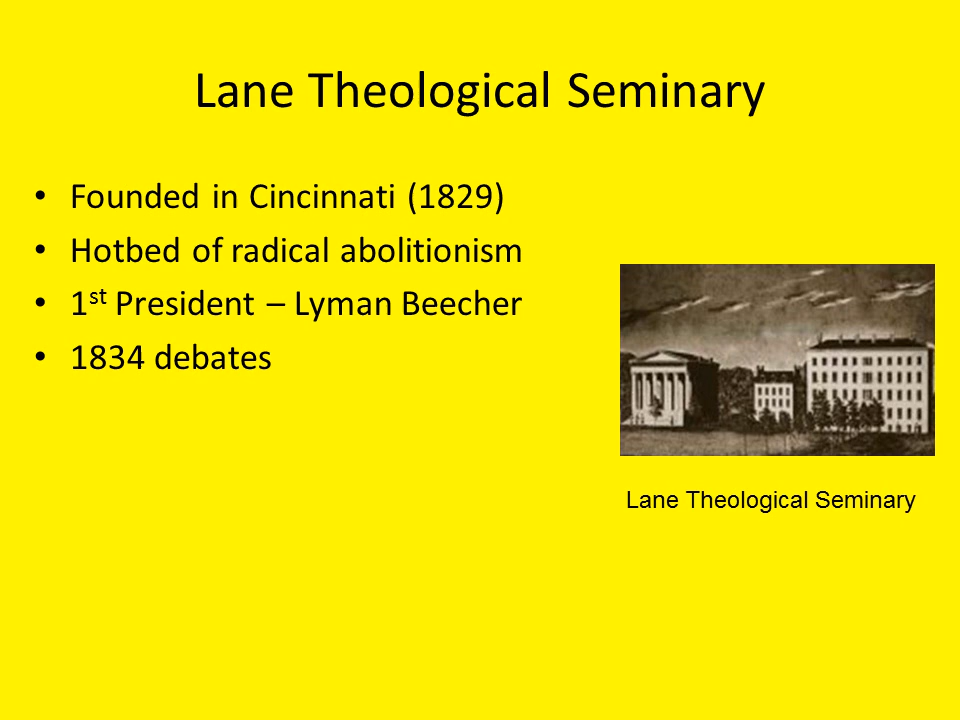 Lane Theological Seminary
• Founded in Cincinnati (1829)
• Hotbed of radical abolitionism
• 1st President – Lyman Beecher
• 1834 debates
Lane Theological Seminary